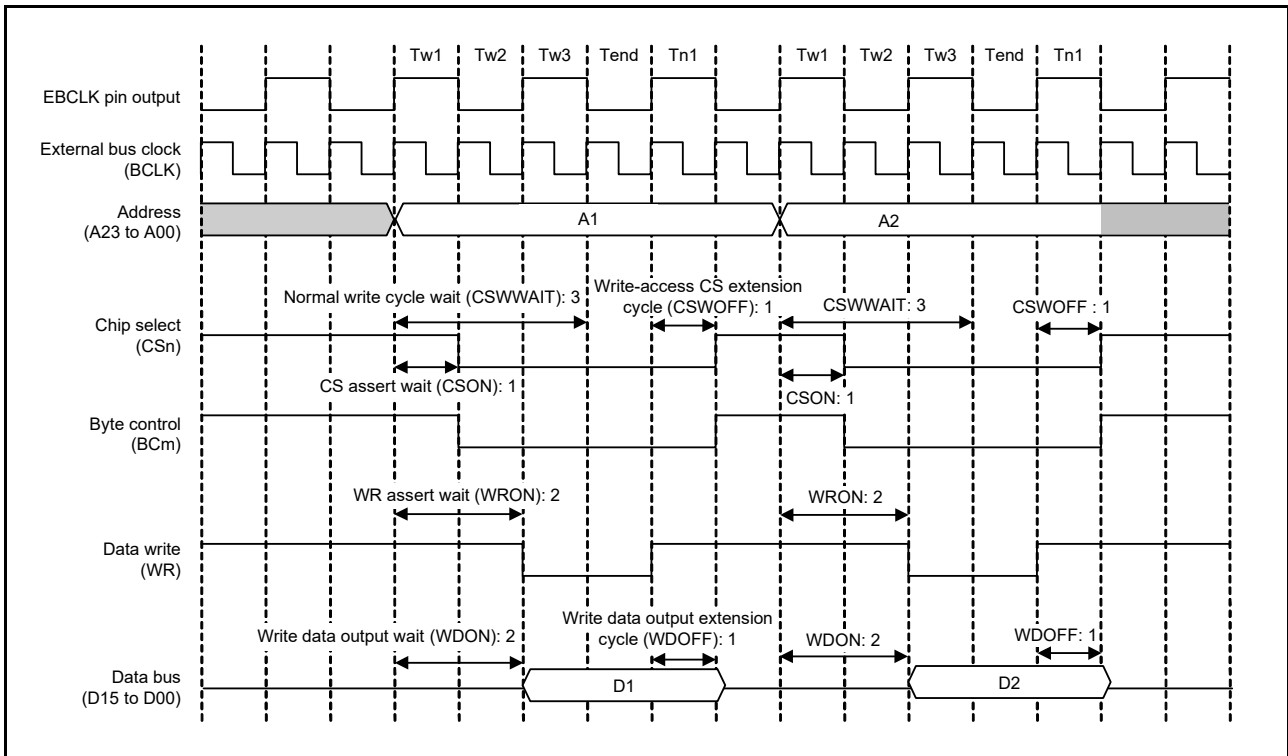 Tw1 Tw2 Tw3 Tend Tn1 Tw1 Tw2 Tw3 Tend Tn1
EBCLK pin output
External bus clock
(BCLK)
Address
(A23 to A00)
A1 A2
Normal write cycle wait (CSWWAIT): 3
Write-access CS extension
cycle (CSWOFF): 1
CSWWAIT: 3
CSWOFF : 1
Chip select
(CSn)
CS assert wait (CSON): 1
CSON: 1
Byte control
(BCm)
WR assert wait (WRON): 2
WRON: 2
Data write
(WR)
Write data output wait (WDON): 2
Write data output extension
cycle (WDOFF): 1
WDON: 2
WDOFF: 1
Data bus
(D15 to D00)
D1 D2